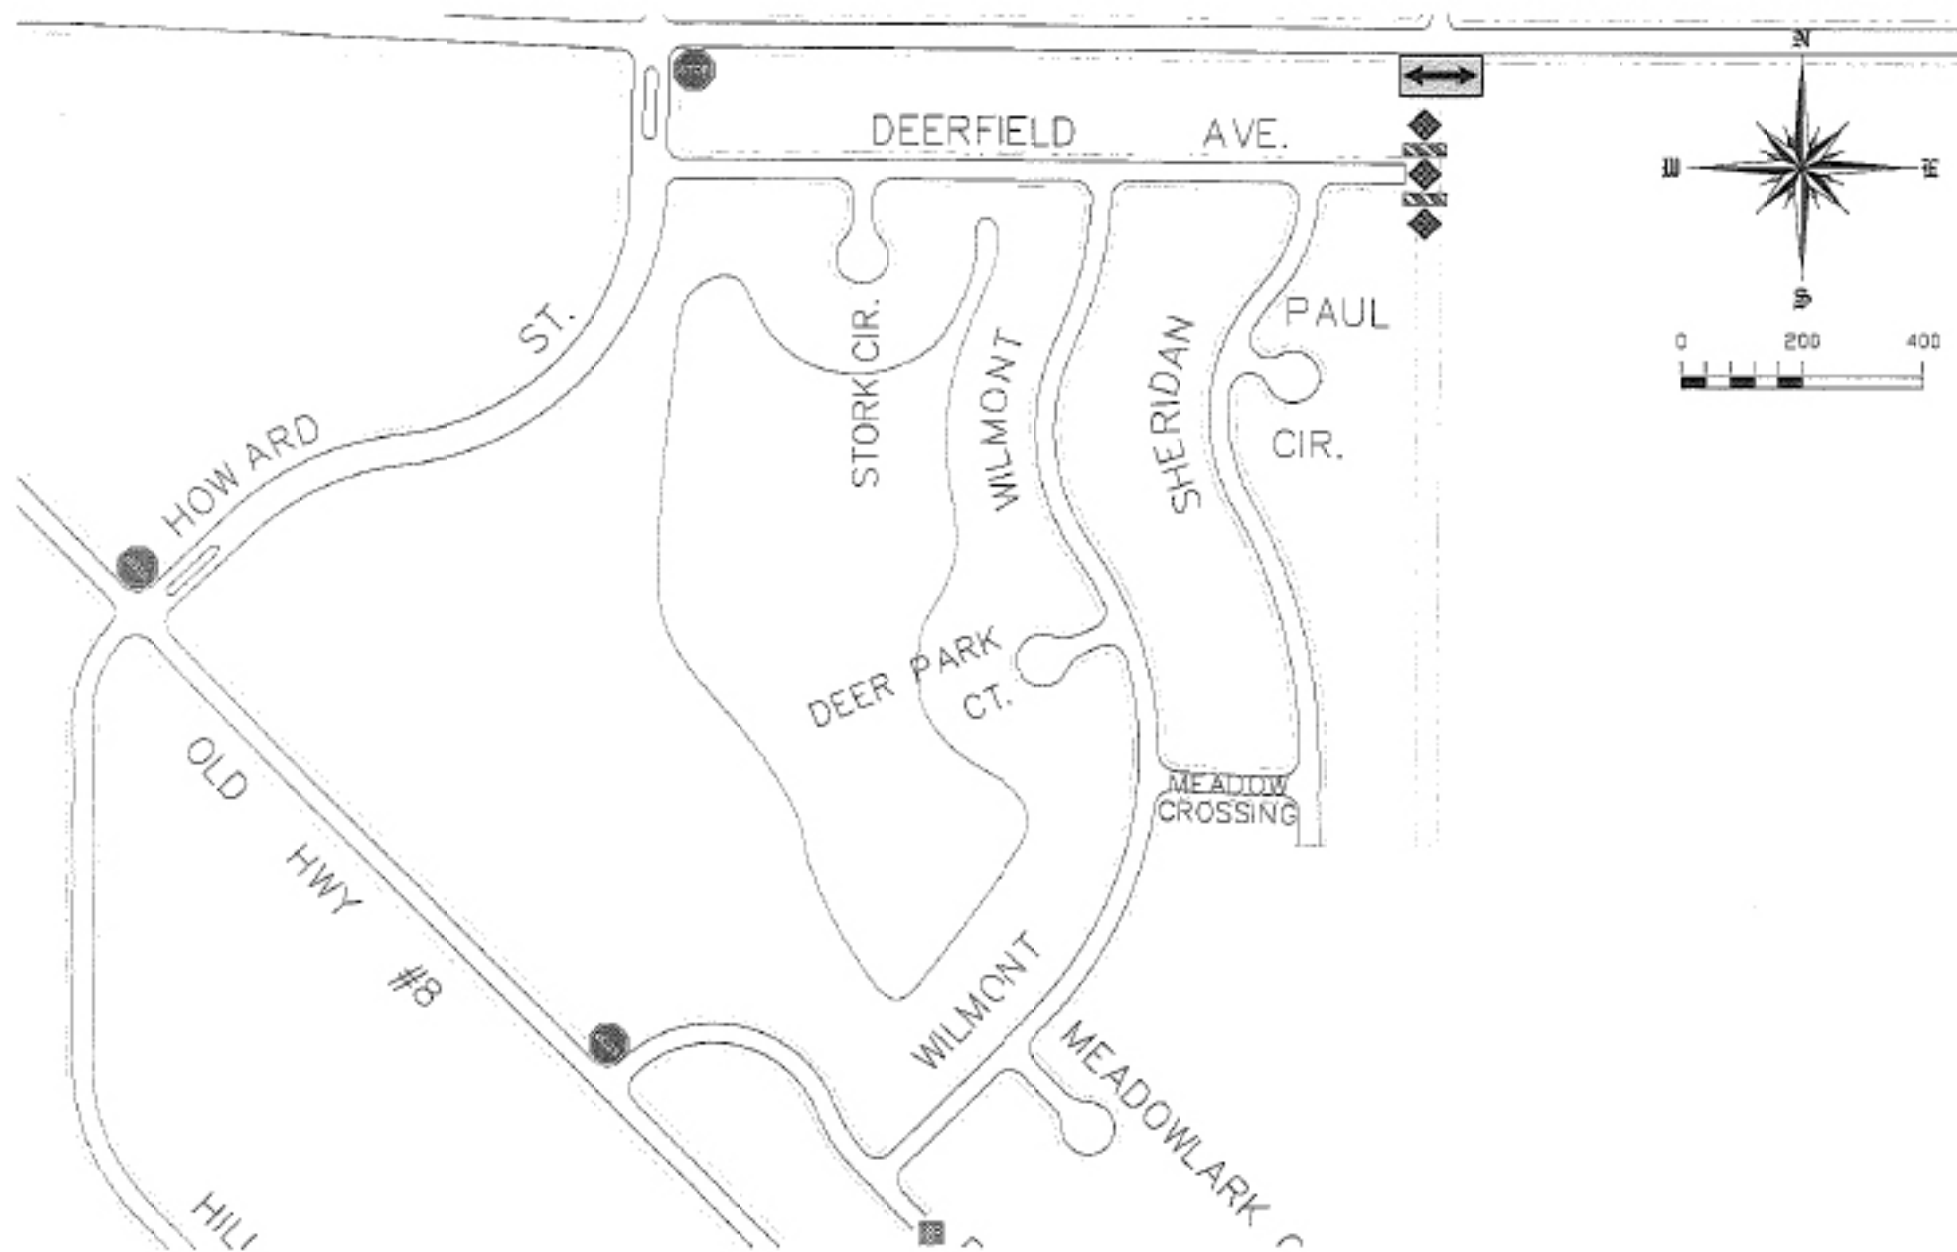 N
DEERFIELD AVE.
W
E
S
PAUL
CIR.
0 200 400
ST.
HOWARD
STORK CIR.
WILMONT
SHERIDAN
DEER PARK
CT.
MEADOW
CROSSING
OLD
HWY
#8
WILMONT
MEADOWLARK